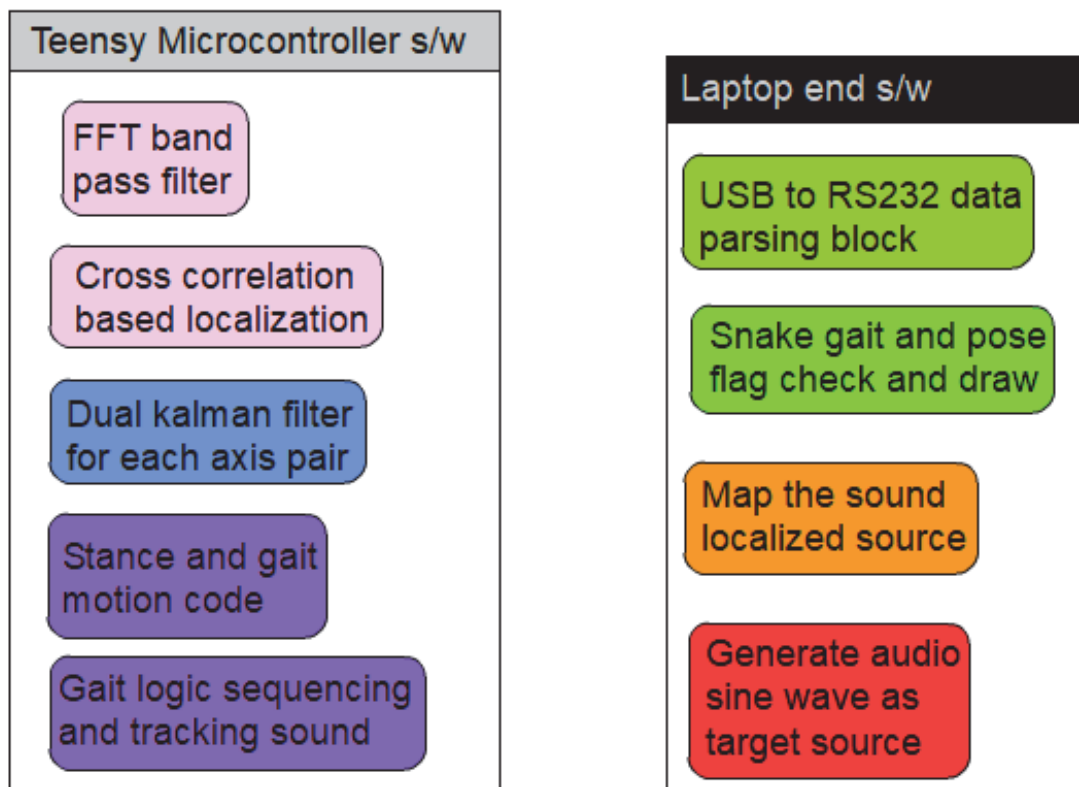 Teensy Microcontroller s/w
FFT band
pass filter
Cross correlation
based localization
Dual kalman filter
for each axis pair
Stance and gait
motion code
Gait logic sequencing
and tracking sound
Laptop end s/w
USB to RS232 data
parsing block
Snake gait and pose
flag check and draw
Map the sound
localized source
Generate audio
sine wave as
target source